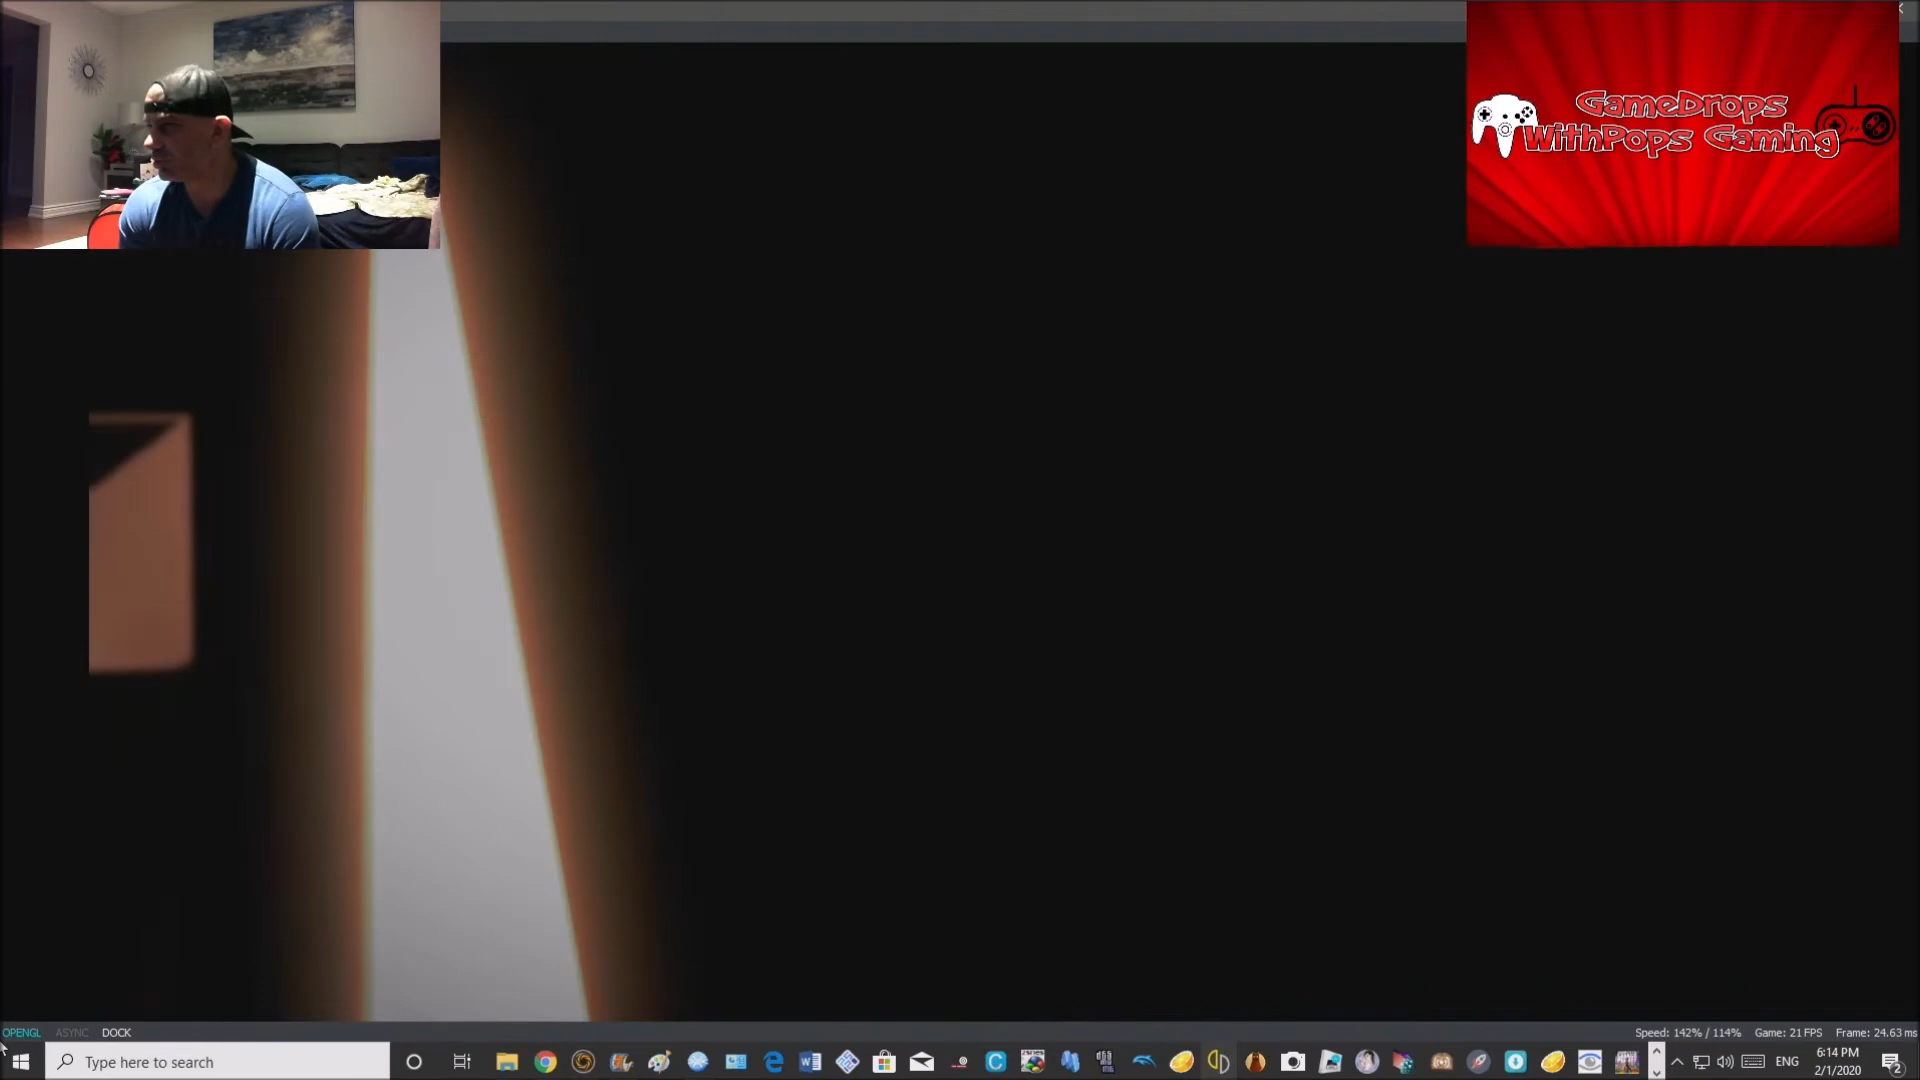 GameDrops
WithPops Gaming
OPENGL ASYNC DOCK
Speed: 142% / 114% Game: 21 FPS Frame: 24.63 ms
Type here to search
ENG
6:14 PM
2/1/2020
2